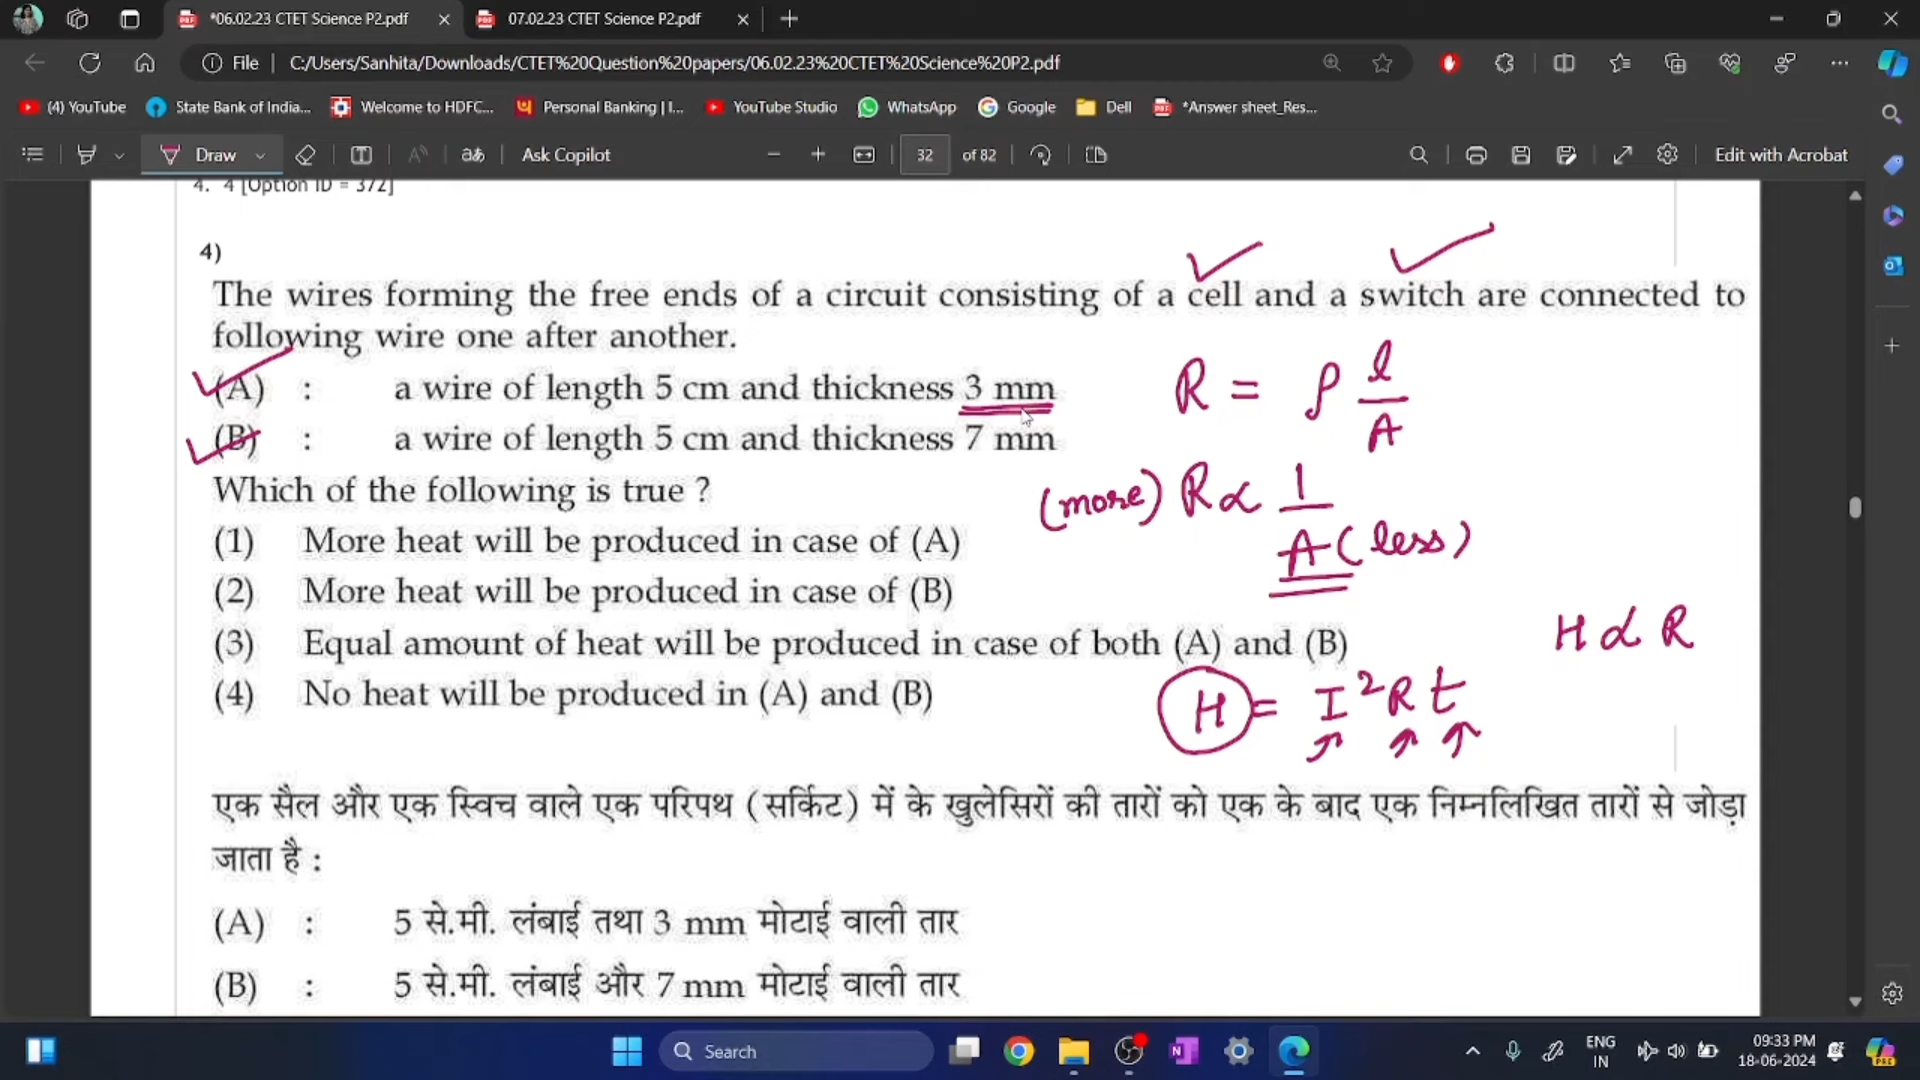 *06.02.23 CTET Science P2.pdf
07.02.23 CTET Science P2.pdf
File
C:/Users/Sanhita/Downloads/CTET%20Question%20papers/06.02.23%20CTET%20Science%20P2.pdf
(4) YouTube
State Bank of India...
Welcome to HDFC...
Personal Banking | I...
YouTube Studio
WhatsApp
Google
Dell
*Answer sheet_Res...
Draw
Ask Copilot
32 of 82
Edit with Acrobat
4. 4 [Option ID = 372]
4)
The wires forming the free ends of a circuit consisting of a cell and a switch are connected to
following wire one after another.
(A) : a wire of length 5 cm and thickness 3 mm
(B) : a wire of length 5 cm and thickness 7 mm
Which of the following is true ?
(1) More heat will be produced in case of (A)
(2) More heat will be produced in case of (B)
(3) Equal amount of heat will be produced in case of both (A) and (B)
(4) No heat will be produced in (A) and (B)
R = ρ l/A
(more) R ∝ 1/A (less)
H ∝ R
H = I²Rt
एक सैल और एक स्विच वाले एक परिपथ (सर्किट) में के खुलेसिरों की तारों को एक के बाद एक निम्नलिखित तारों से जोड़ा
जाता है :
(A) : 5 से.मी. लंबाई तथा 3 mm मोटाई वाली तार
(B) : 5 से.मी. लंबाई और 7 mm मोटाई वाली तार
Search
ENG
IN
09:33 PM
18-06-2024